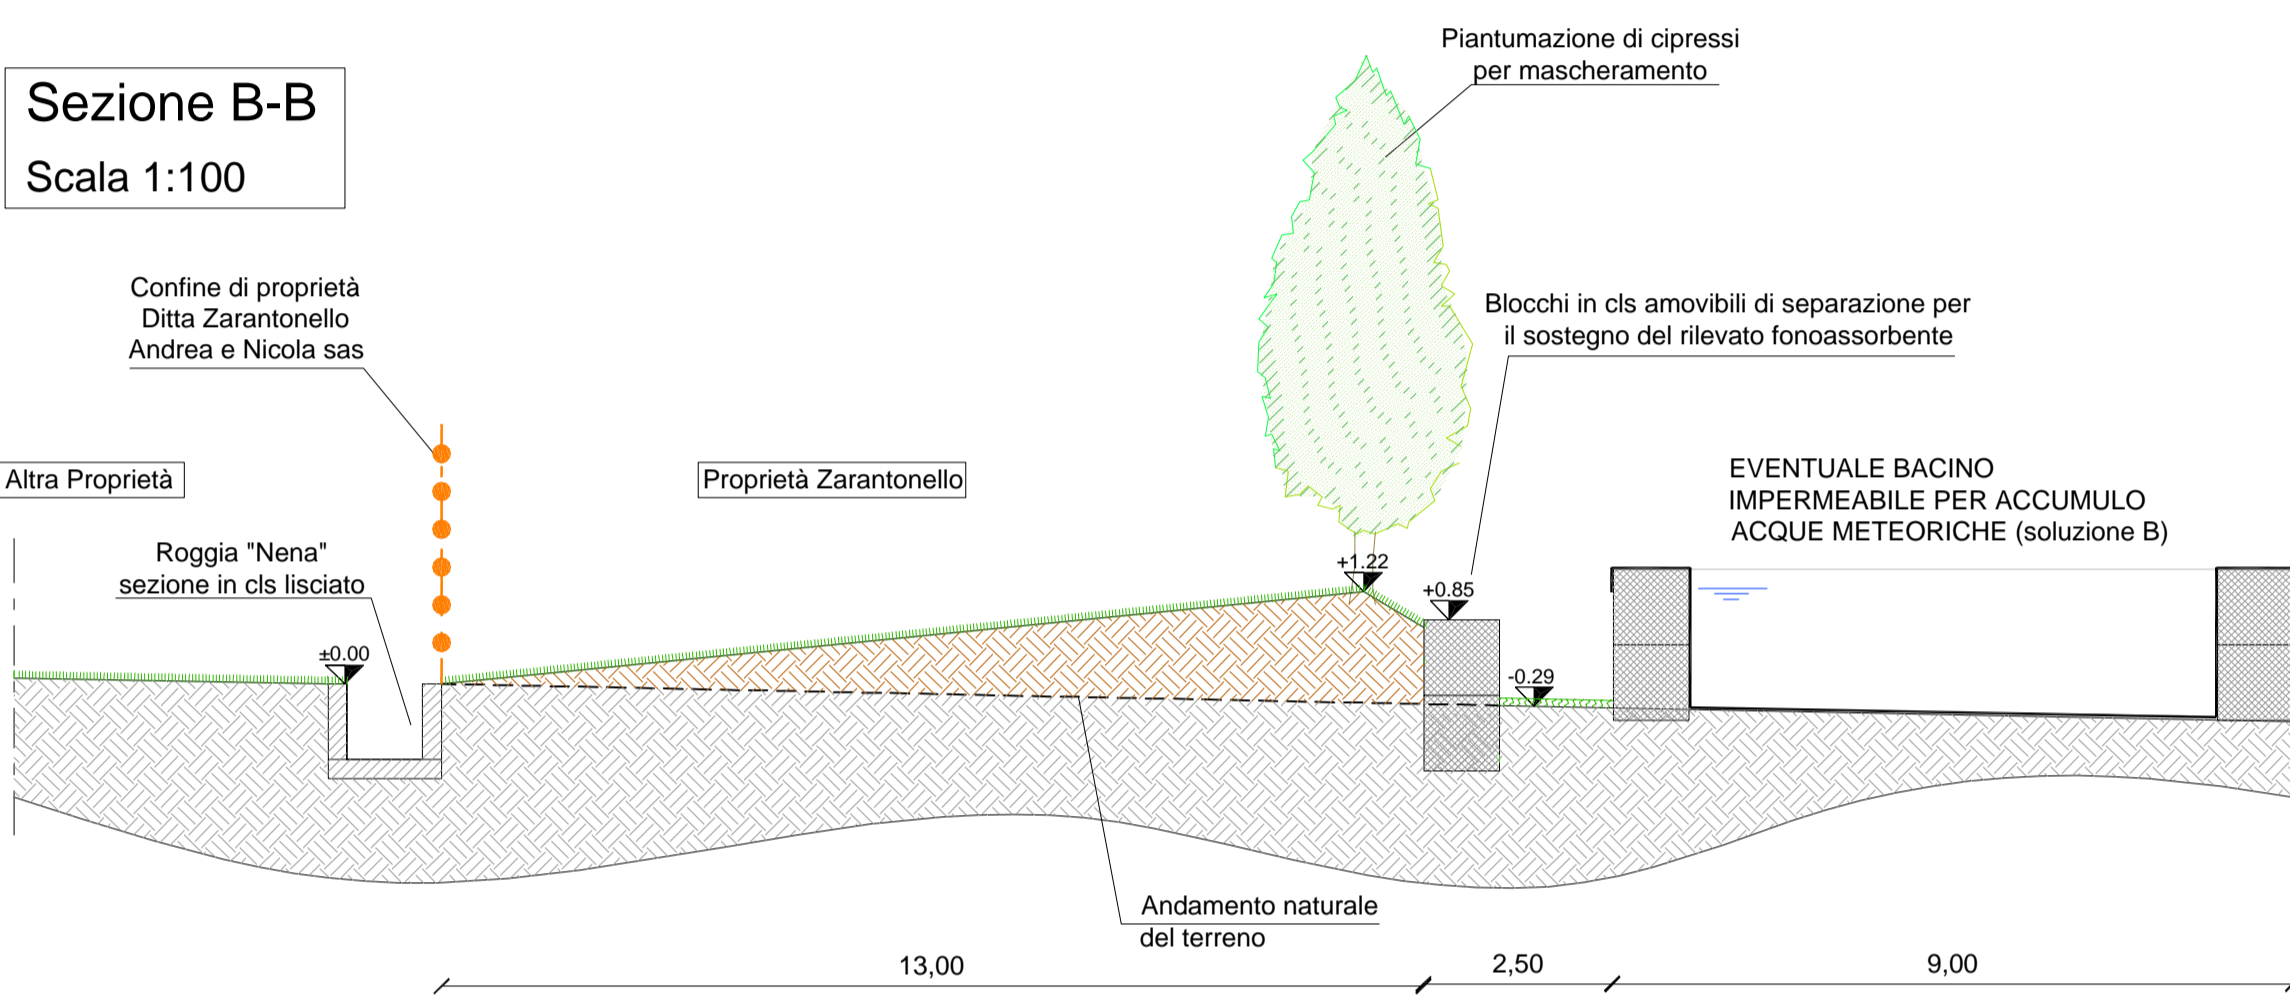 Sezione B-B
Scala 1:100
Piantumazione di cipressi
per mascheramento
Confine di proprietà
Ditta Zarantonello
Andrea e Nicola sas
Blocchi in cls amovibili di separazione per
il sostegno del rilevato fonoassorbente
Altra Proprietà
Proprietà Zarantonello
EVENTUALE BACINO
IMPERMEABILE PER ACCUMULO
ACQUE METEORICHE (soluzione B)
Roggia "Nena"
sezione in cls lisciato
+1.22
+0.85
±0.00
-0.29
Andamento naturale
del terreno
13,00
2,50
9,00